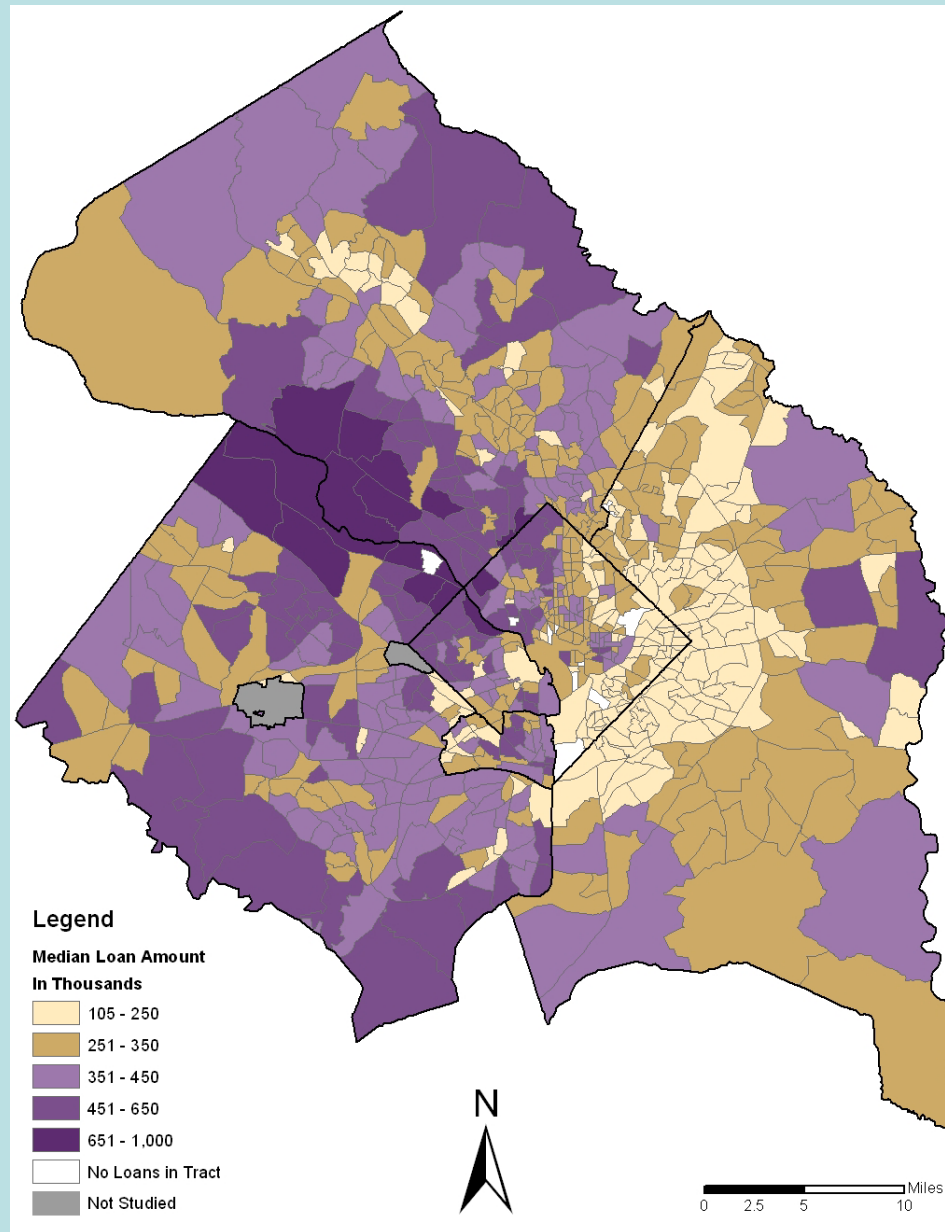 Legend
Median Loan Amount
In Thousands
105 - 250
251 - 350
351 - 450
451 - 650
651 - 1,000
No Loans in Tract
Not Studied
N
Miles
0 2.5 5 10